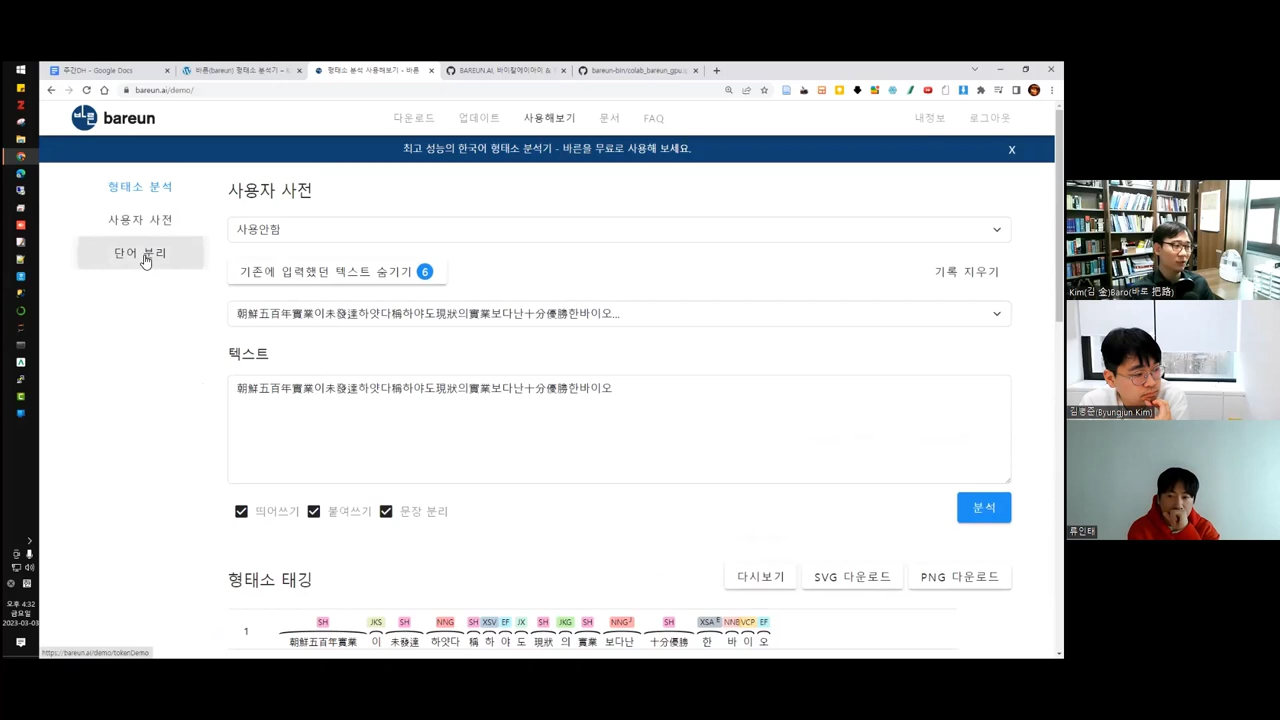 주간DH - Google Docs
바른(bareun) 형태소 분석기 –
형태소 분석 사용해보기 - 바른
BAREUN.AI, 바이칼에이아이 &
bareun-bin/colab_bareun_gpu.i
bareun.ai/demo/
바른 bareun
다운로드 업데이트 사용해보기 문서 FAQ
내정보 로그아웃
최고 성능의 한국어 형태소 분석기 - 바른을 무료로 사용해 보세요.
X
형태소 분석
사용자 사전
단어 분리
사용자 사전
사용안함
기존에 입력했던 텍스트 숨기기 6
기록 지우기
朝鮮五百年實業이未發達하얏다稱하야도現狀의實業보다난十分優勝한바이오...
텍스트
朝鮮五百年實業이未發達하얏다稱하야도現狀의實業보다난十分優勝한바이오
띄어쓰기 붙여쓰기 문장 분리
분석
형태소 태깅
다시보기 SVG 다운로드 PNG 다운로드
SH JKS SH NNG SH XSV EF JX SH JKG SH NNG SH XSA E NNB VCP EF
1 朝鮮五百年實業 이 未發達 하얏다 稱 하 야 도 現狀 의 實業 보다난 十分優勝 한 바 이 오
https://bareun.ai/demo/tokenDemo
오후 4:32
금요일
2023-03-03
Kim(김 金)Baro(바로 把路)
김병준(Byungjun Kim)
류인태